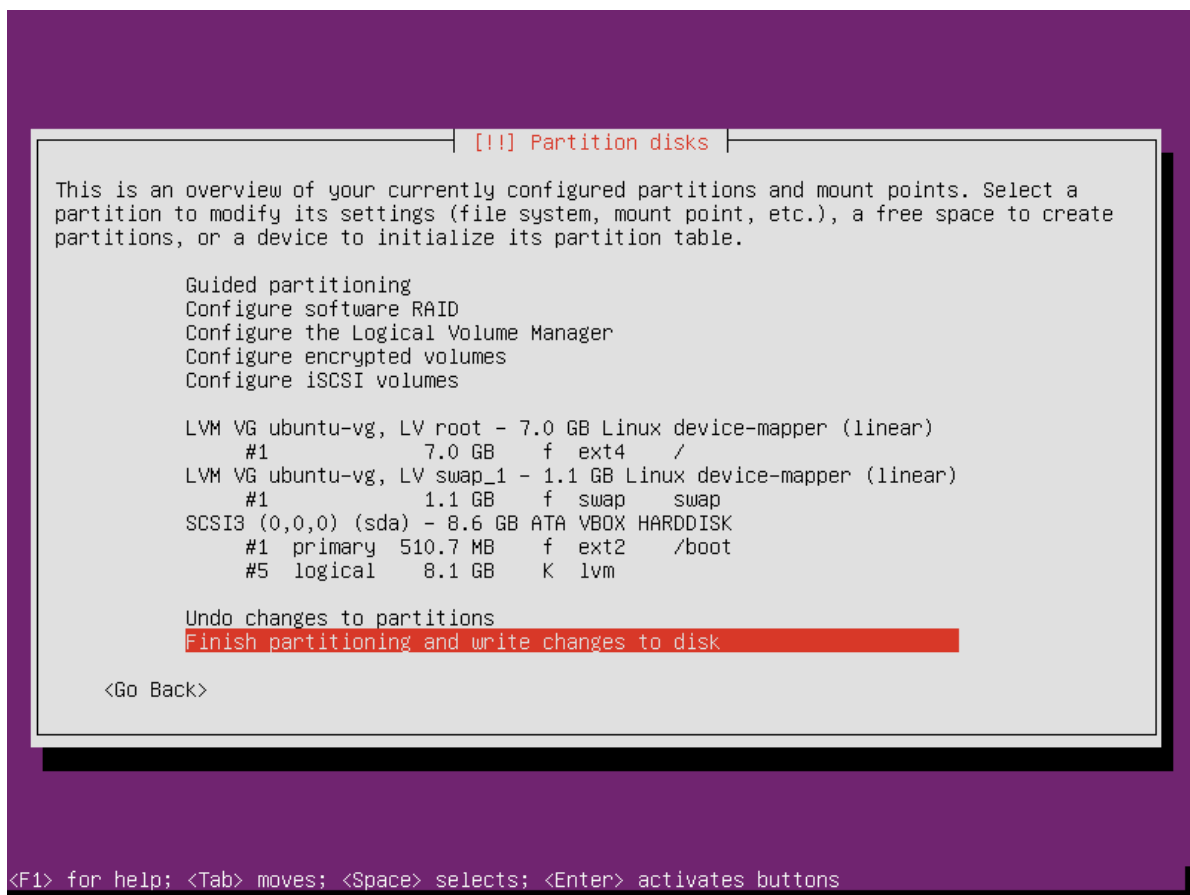 [!!] Partition disks
This is an overview of your currently configured partitions and mount points. Select a
partition to modify its settings (file system, mount point, etc.), a free space to create
partitions, or a device to initialize its partition table.
Guided partitioning
Configure software RAID
Configure the Logical Volume Manager
Configure encrypted volumes
Configure iSCSI volumes
LVM VG ubuntu-vg, LV root - 7.0 GB Linux device-mapper (linear)
#1 7.0 GB f ext4 /
LVM VG ubuntu-vg, LV swap_1 - 1.1 GB Linux device-mapper (linear)
#1 1.1 GB f swap swap
SCSI3 (0,0,0) (sda) - 8.6 GB ATA VBOX HARDDISK
#1 primary 510.7 MB f ext2 /boot
#5 logical 8.1 GB K lvm
Undo changes to partitions
Finish partitioning and write changes to disk
<Go Back>
<F1> for help; <Tab> moves; <Space> selects; <Enter> activates buttons